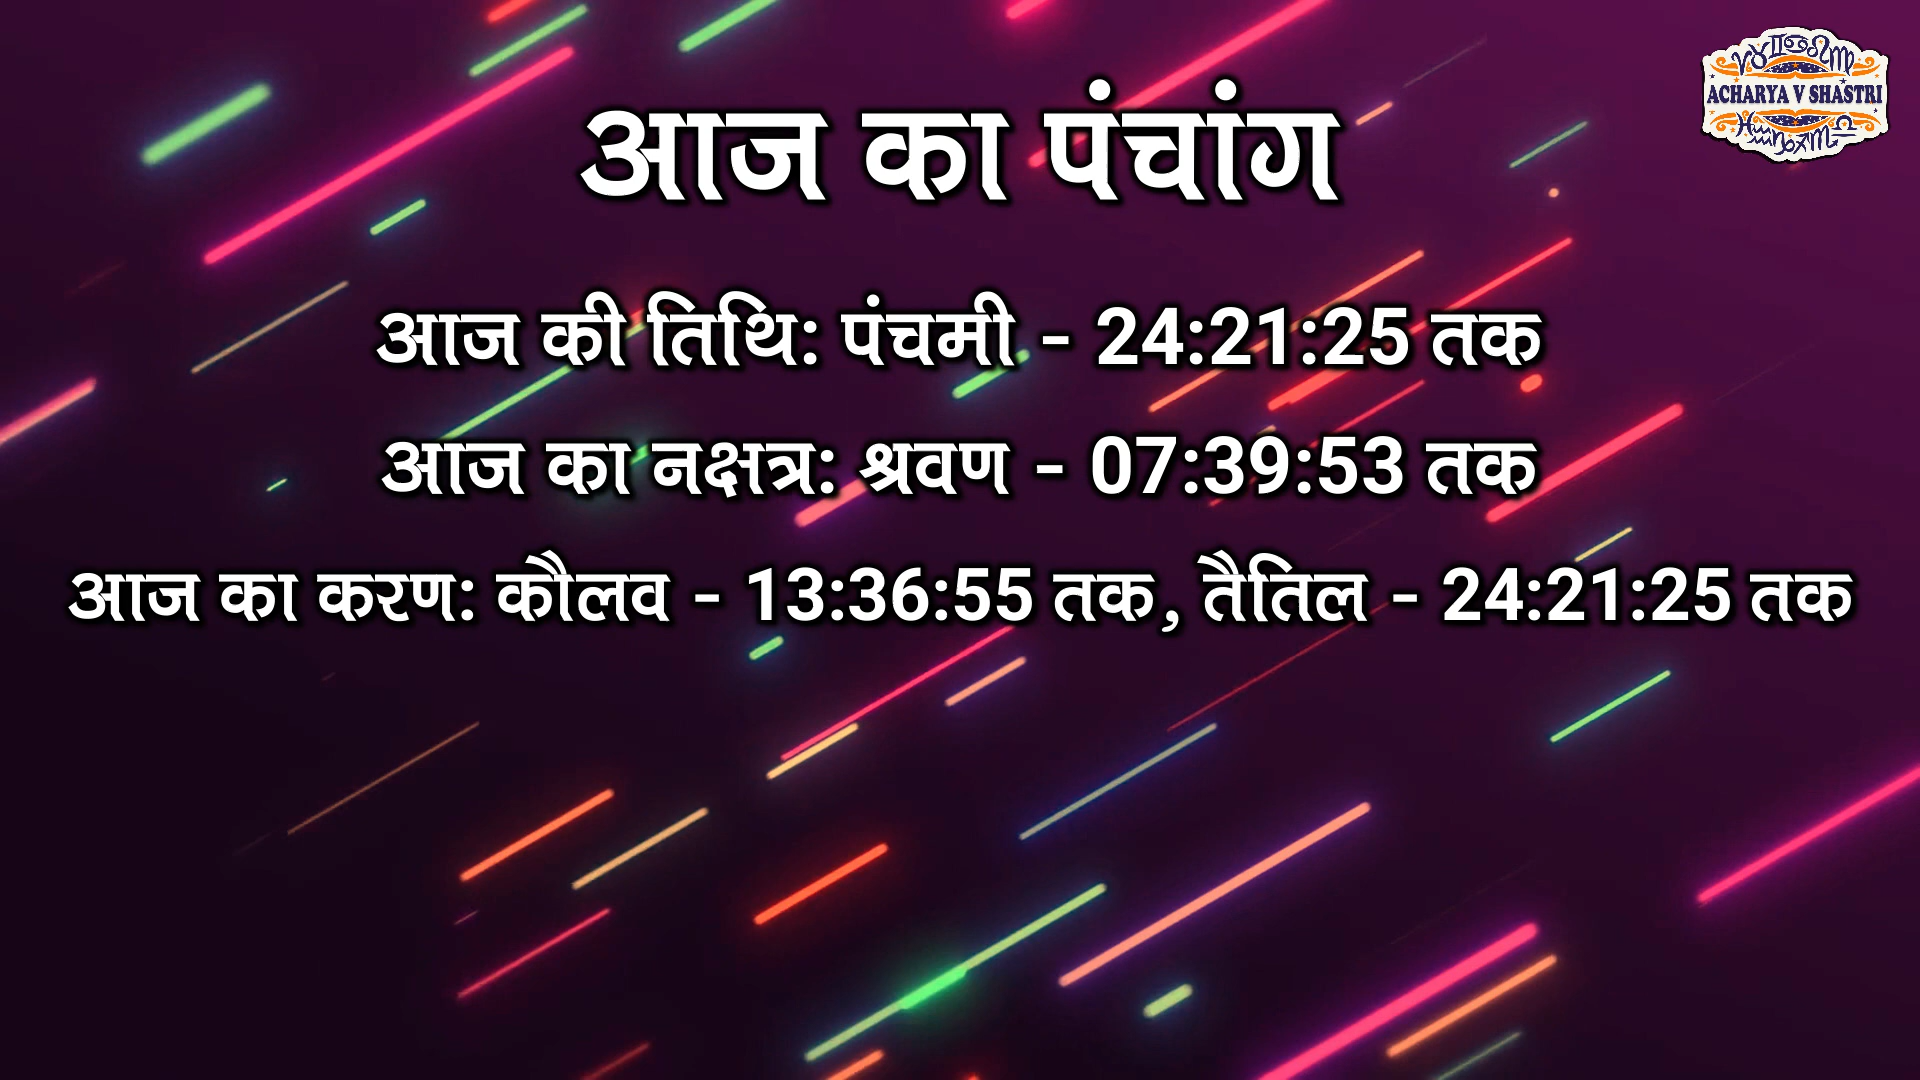 ACHARYA V SHASTRI
आज का पंचांग
आज की तिथि: पंचमी - 24:21:25 तक
आज का नक्षत्र: श्रवण - 07:39:53 तक
आज का करण: कौलव - 13:36:55 तक, तैतिल - 24:21:25 तक